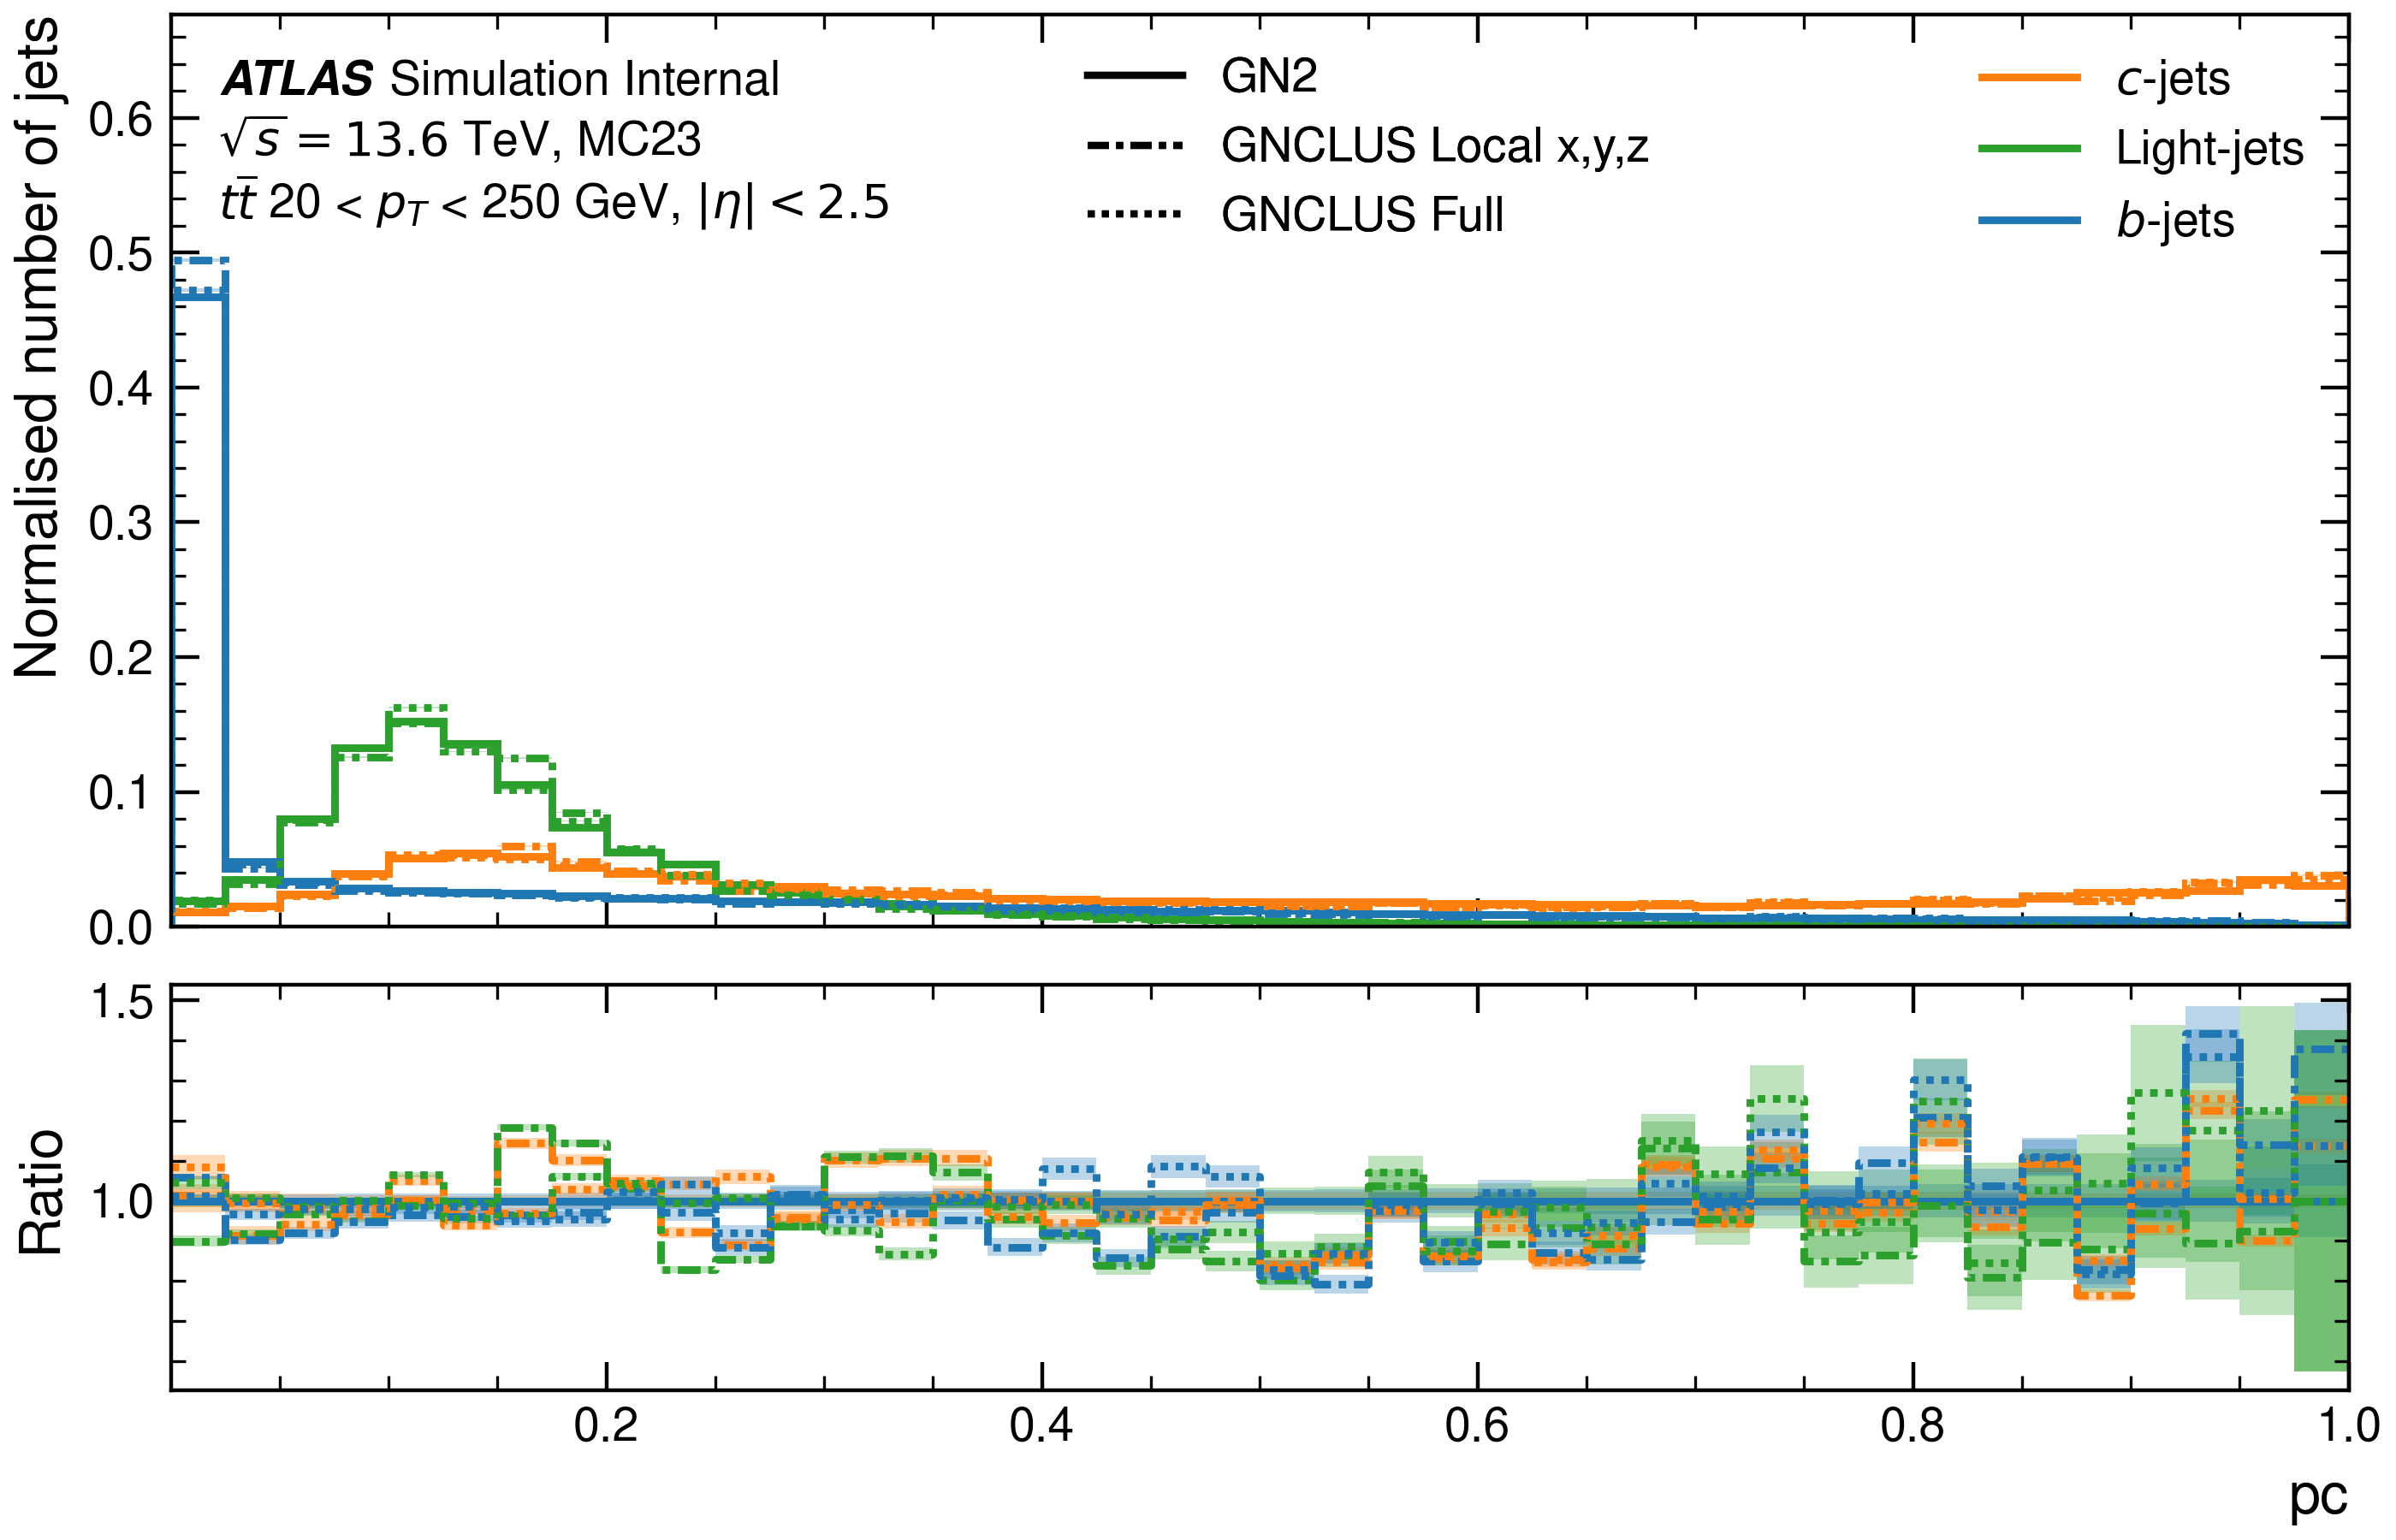 Normalised number of jets
0.6
0.5
0.4
0.3
0.2
0.1
0.0
ATLAS Simulation Internal
√s = 13.6 TeV, MC23
tt̄ 20 < p_T < 250 GeV, |η| < 2.5
GN2
GNCLUS Local x,y,z
GNCLUS Full
c-jets
Light-jets
b-jets
Ratio
1.5
1.0
0.2 0.4 0.6 0.8 1.0
pc